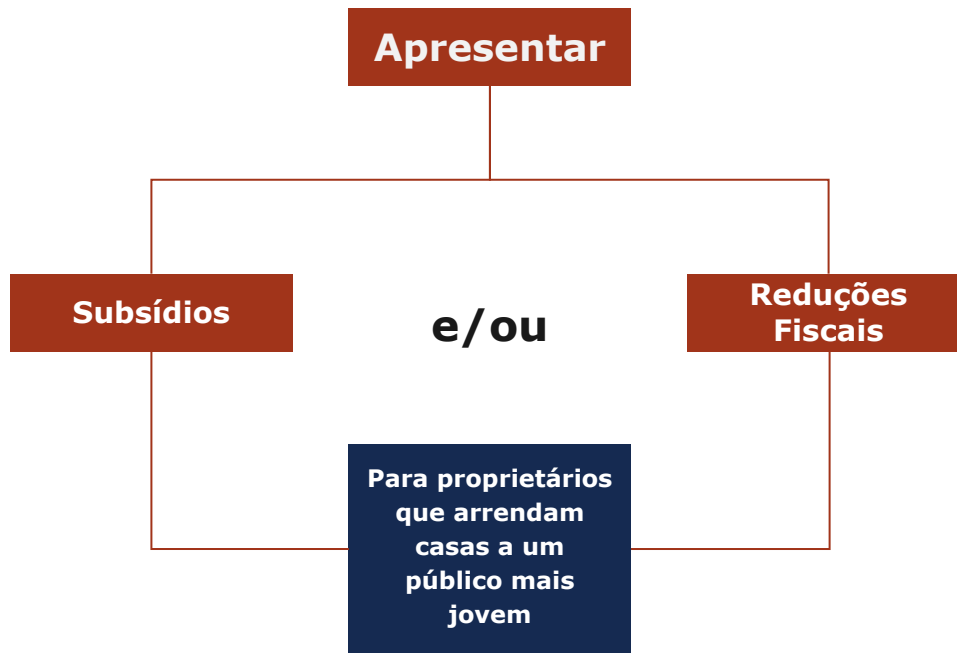 Apresentar
Subsídios
e/ou
Reduções
Fiscais
Para proprietários
que arrendam
casas a um
público mais
jovem